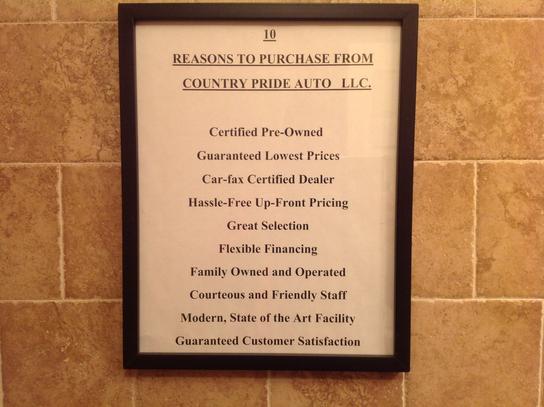 10
REASONS TO PURCHASE FROM
COUNTRY PRIDE AUTO LLC.
Certified Pre-Owned
Guaranteed Lowest Prices
Car-fax Certified Dealer
Hassle-Free Up-Front Pricing
Great Selection
Flexible Financing
Family Owned and Operated
Courteous and Friendly Staff
Modern, State of the Art Facility
Guaranteed Customer Satisfaction